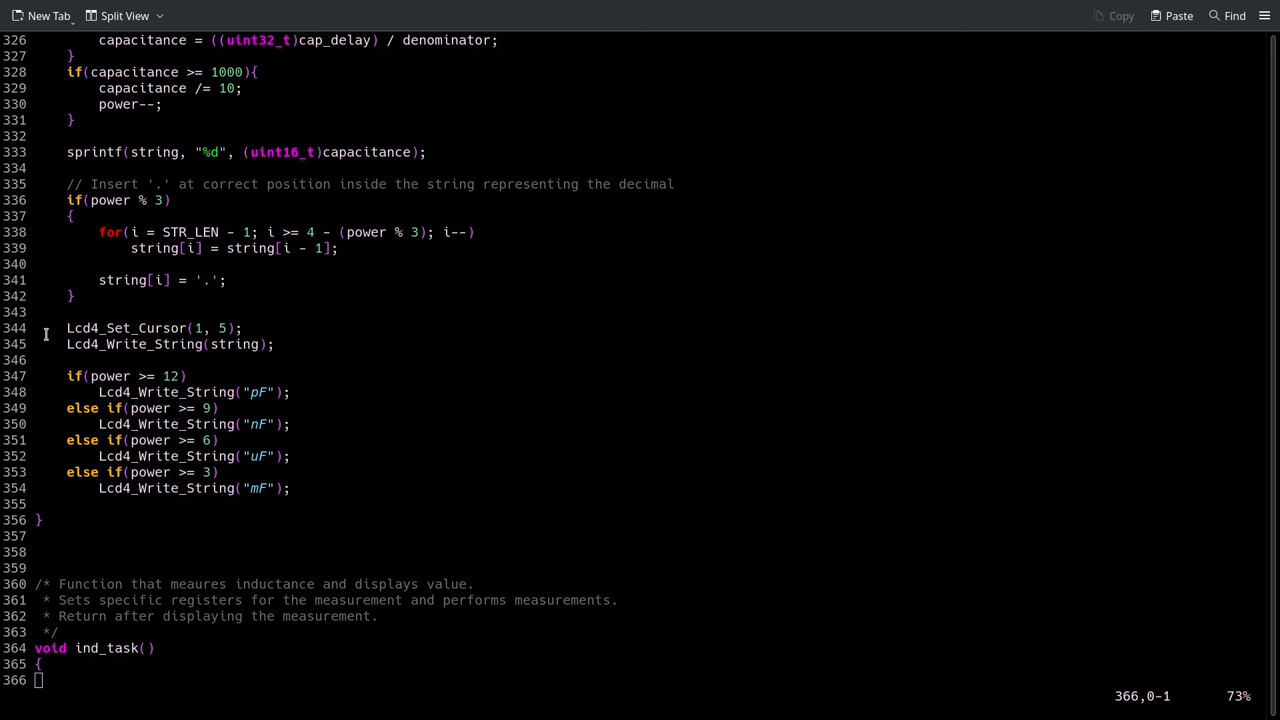 New Tab Split View Copy Paste Find
326         capacitance = ((uint32_t)cap_delay) / denominator;
327     }
328     if(capacitance >= 1000){
329         capacitance /= 10;
330         power--;
331     }
332
333     sprintf(string, "%d", (uint16_t)capacitance);
334
335     // Insert '.' at correct position inside the string representing the decimal
336     if(power % 3)
337     {
338         for(i = STR_LEN - 1; i >= 4 - (power % 3); i--)
339             string[i] = string[i - 1];
340
341         string[i] = '.';
342     }
343
344     Lcd4_Set_Cursor(1, 5);
345     Lcd4_Write_String(string);
346
347     if(power >= 12)
348         Lcd4_Write_String("pF");
349     else if(power >= 9)
350         Lcd4_Write_String("nF");
351     else if(power >= 6)
352         Lcd4_Write_String("uF");
353     else if(power >= 3)
354         Lcd4_Write_String("mF");
355
356 }
357
358
359
360 /* Function that meaures inductance and displays value.
361  * Sets specific registers for the measurement and performs measurements.
362  * Return after displaying the measurement.
363  */
364 void ind_task()
365 {
366
366,0-1 73%